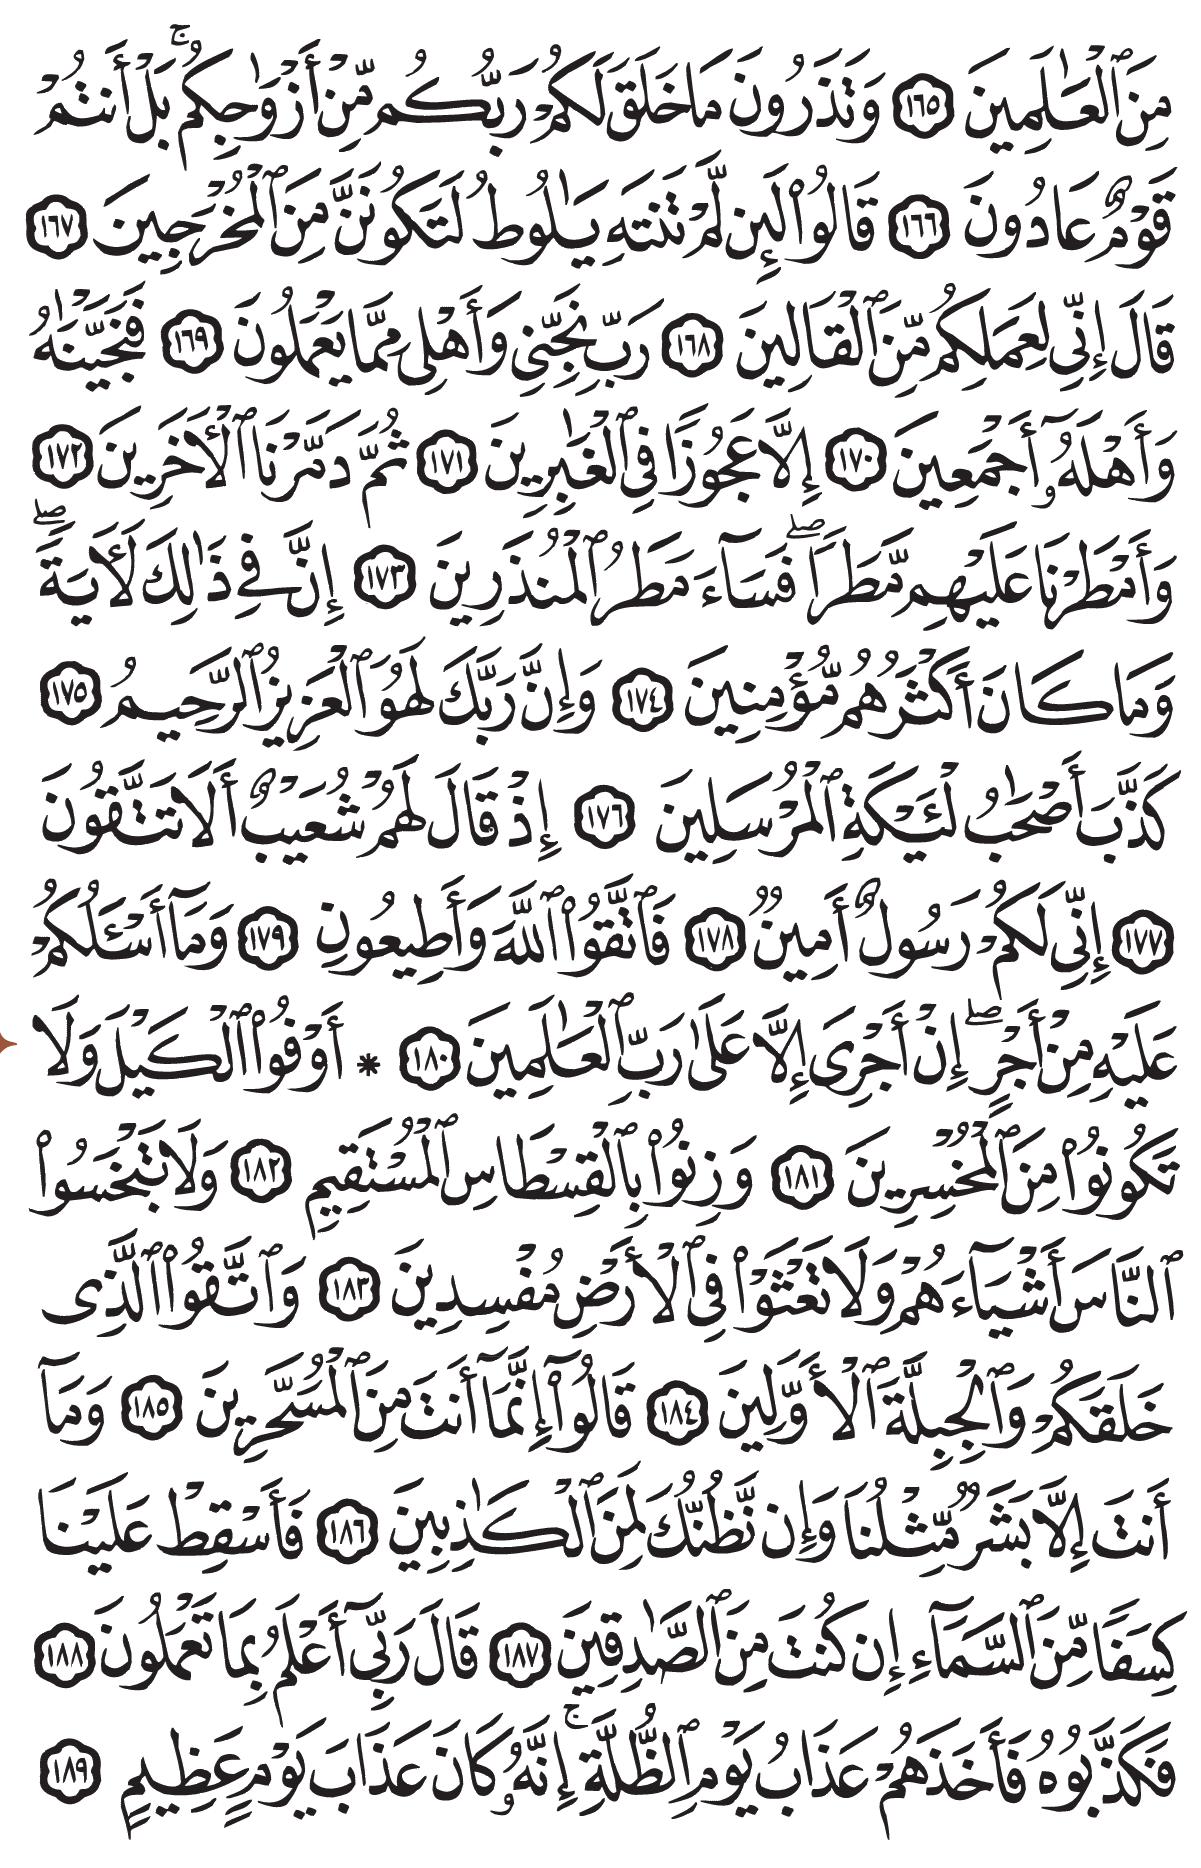 مِنَ ٱلْعَـٰلَمِينَ ١٦٥ وَتَذَرُونَ مَا خَلَقَ لَكُمْ رَبُّكُم مِّنْ أَزْوَٰجِكُمۚ بَلْ أَنتُمْ
قَوْمٌ عَادُونَ ١٦٦ قَالُوا۟ لَئِن لَّمْ تَنتَهِ يَـٰلُوطُ لَتَكُونَنَّ مِنَ ٱلْمُخْرَجِينَ ١٦٧
قَالَ إِنِّى لِعَمَلِكُم مِّنَ ٱلْقَالِينَ ١٦٨ رَبِّ نَجِّنِى وَأَهْلِى مِمَّا يَعْمَلُونَ ١٦٩ فَنَجَّيْنَـٰهُ
وَأَهْلَهُۥٓ أَجْمَعِينَ ١٧٠ إِلَّا عَجُوزًا فِى ٱلْغَـٰبِرِينَ ١٧١ ثُمَّ دَمَّرْنَا ٱلْـَٔاخَرِينَ ١٧٢
وَأَمْطَرْنَا عَلَيْهِم مَّطَرًاۖ فَسَآءَ مَطَرُ ٱلْمُنذَرِينَ ١٧٣ إِنَّ فِى ذَٰلِكَ لَـَٔايَةًۖ
وَمَا كَانَ أَكْثَرُهُم مُّؤْمِنِينَ ١٧٤ وَإِنَّ رَبَّكَ لَهُوَ ٱلْعَزِيزُ ٱلرَّحِيمُ ١٧٥
كَذَّبَ أَصْحَـٰبُ لْـَٔيْكَةِ ٱلْمُرْسَلِينَ ١٧٦ إِذْ قَالَ لَهُمْ شُعَيْبٌ أَلَا تَتَّقُونَ
١٧٧ إِنِّى لَكُمْ رَسُولٌ أَمِينٌ ١٧٨ فَٱتَّقُوا۟ ٱللَّهَ وَأَطِيعُونِ ١٧٩ وَمَآ أَسْـَٔلُكُمْ
عَلَيْهِ مِنْ أَجْرٍۖ إِنْ أَجْرِىَ إِلَّا عَلَىٰ رَبِّ ٱلْعَـٰلَمِينَ ١٨٠ * أَوْفُوا۟ ٱلْكَيْلَ وَلَا
تَكُونُوا۟ مِنَ ٱلْمُخْسِرِينَ ١٨١ وَزِنُوا۟ بِٱلْقِسْطَاسِ ٱلْمُسْتَقِيمِ ١٨٢ وَلَا تَبْخَسُوا۟
ٱلنَّاسَ أَشْيَآءَهُمْ وَلَا تَعْثَوْا۟ فِى ٱلْأَرْضِ مُفْسِدِينَ ١٨٣ وَٱتَّقُوا۟ ٱلَّذِى
خَلَقَكُمْ وَٱلْجِبِلَّةَ ٱلْأَوَّلِينَ ١٨٤ قَالُوٓا۟ إِنَّمَآ أَنتَ مِنَ ٱلْمُسَحَّرِينَ ١٨٥ وَمَآ
أَنتَ إِلَّا بَشَرٌ مِّثْلُنَا وَإِن نَّظُنُّكَ لَمِنَ ٱلْكَـٰذِبِينَ ١٨٦ فَأَسْقِطْ عَلَيْنَا
كِسَفًا مِّنَ ٱلسَّمَآءِ إِن كُنتَ مِنَ ٱلصَّـٰدِقِينَ ١٨٧ قَالَ رَبِّىٓ أَعْلَمُ بِمَا تَعْمَلُونَ ١٨٨
فَكَذَّبُوهُ فَأَخَذَهُمْ عَذَابُ يَوْمِ ٱلظُّلَّةِۚ إِنَّهُۥ كَانَ عَذَابَ يَوْمٍ عَظِيمٍ ١٨٩